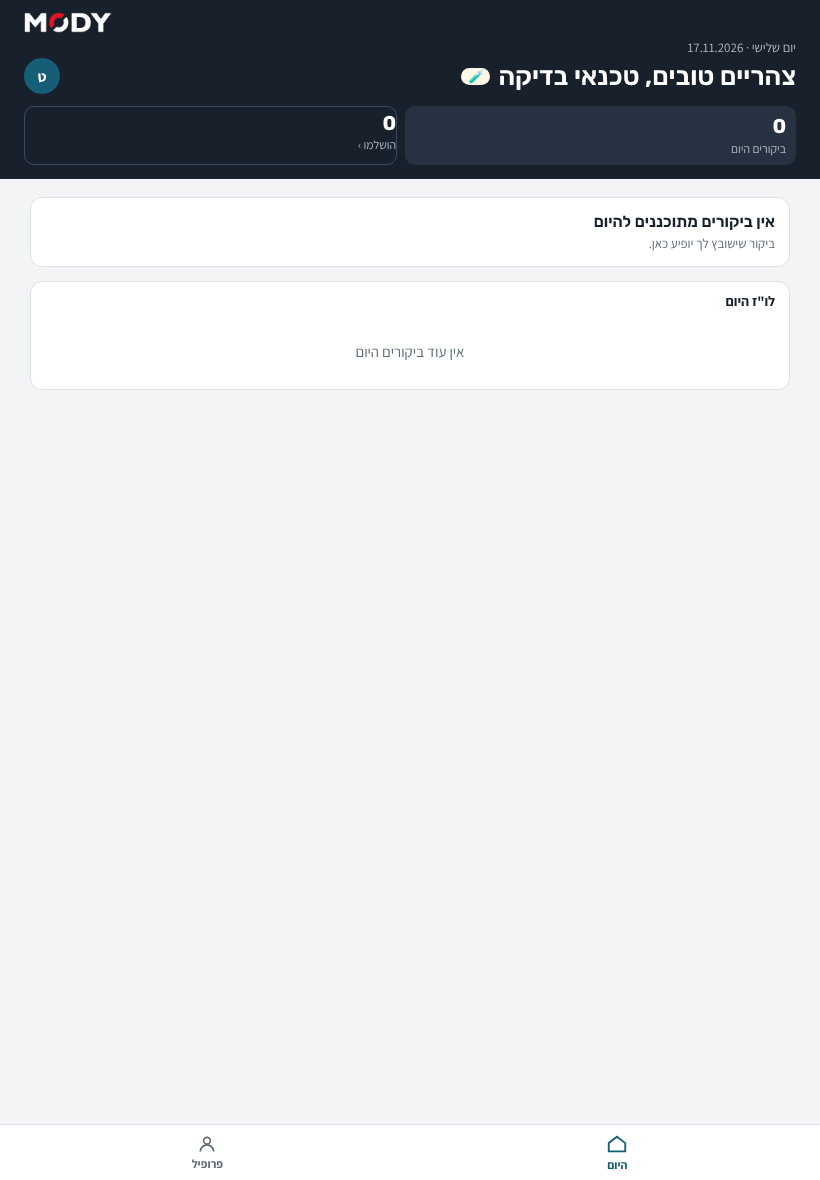 MODY
יום שלישי · 17.11.2026
צהריים טובים, טכנאי בדיקה 🧪
ט
0
ביקורים היום
0
הושלמו ›
אין ביקורים מתוכננים להיום
ביקור שישובץ לך יופיע כאן.
לו"ז היום
אין עוד ביקורים היום
היום
פרופיל